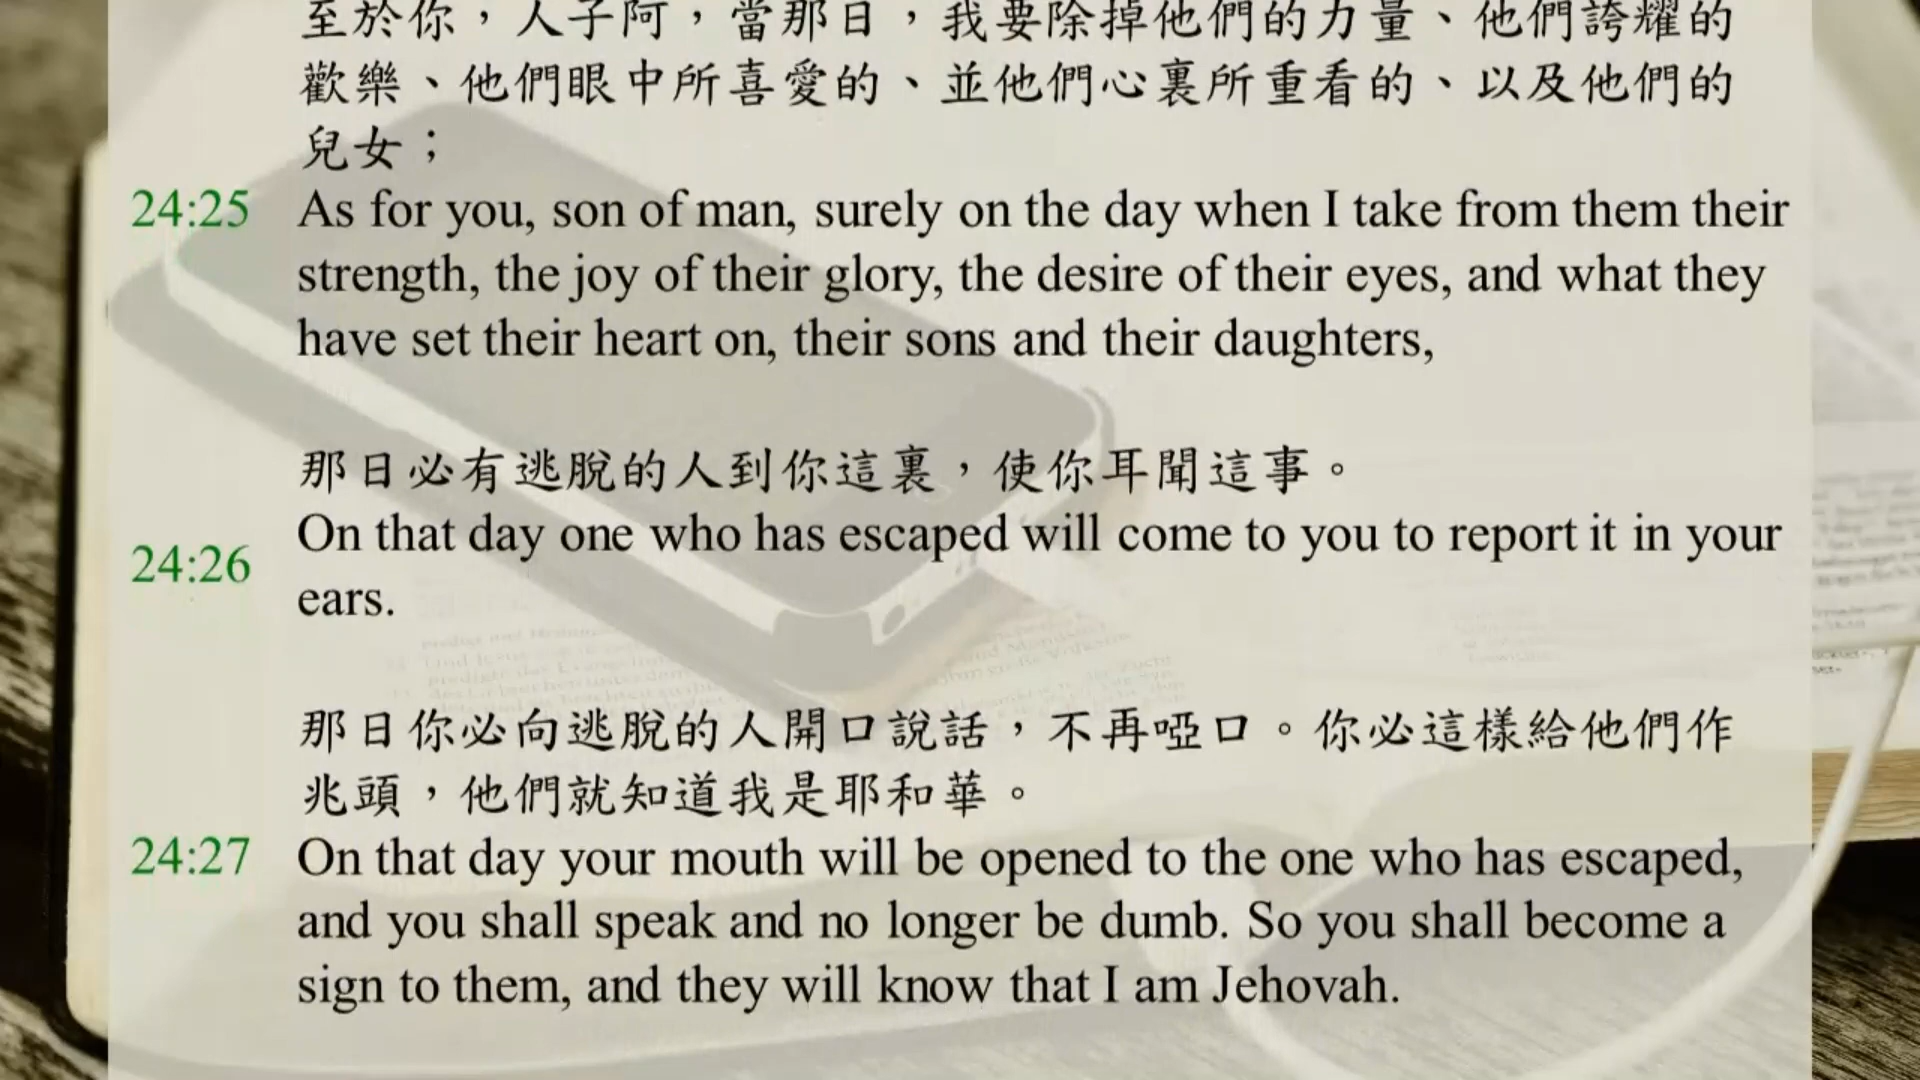 至於你，人子阿，當那日，我要除掉他們的力量、他們誇耀的
歡樂、他們眼中所喜愛的、並他們心裏所重看的、以及他們的
兒女；
24:25 As for you, son of man, surely on the day when I take from them their
strength, the joy of their glory, the desire of their eyes, and what they
have set their heart on, their sons and their daughters,
那日必有逃脫的人到你這裏，使你耳聞這事。
24:26 On that day one who has escaped will come to you to report it in your
ears.
那日你必向逃脫的人開口說話，不再啞口。你必這樣給他們作
兆頭，他們就知道我是耶和華。
24:27 On that day your mouth will be opened to the one who has escaped,
and you shall speak and no longer be dumb. So you shall become a
sign to them, and they will know that I am Jehovah.